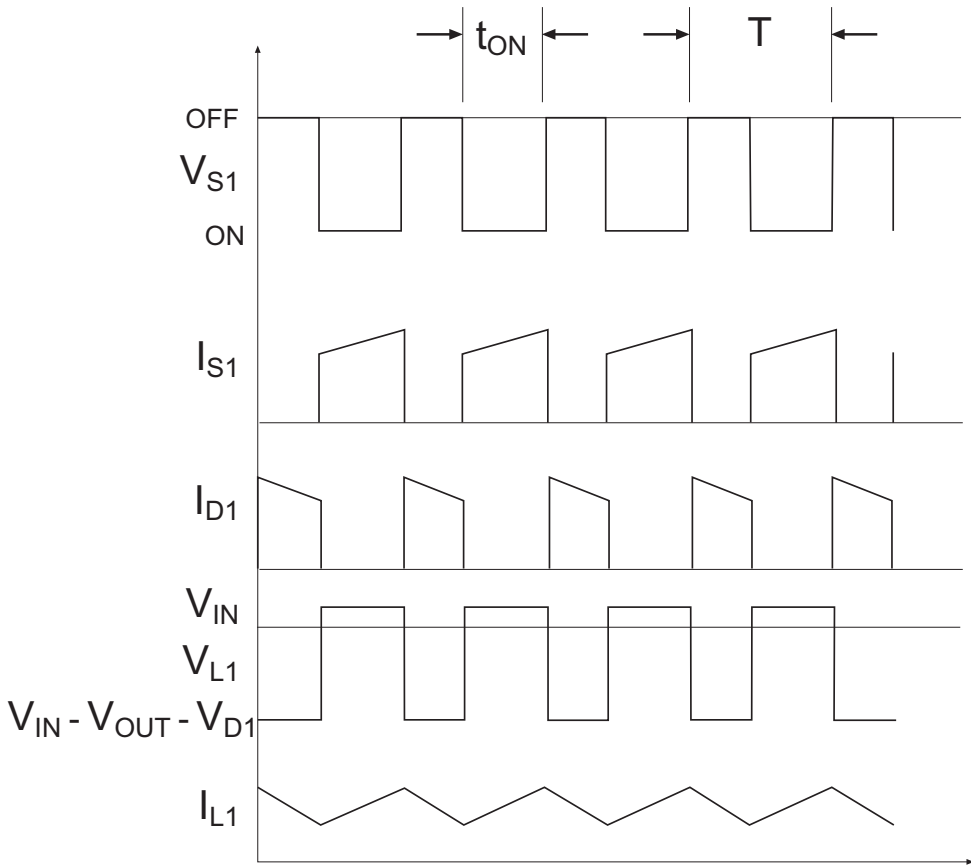 tON
T
OFF
VS1
ON
IS1
ID1
VIN
VL1
VIN - VOUT - VD1
IL1